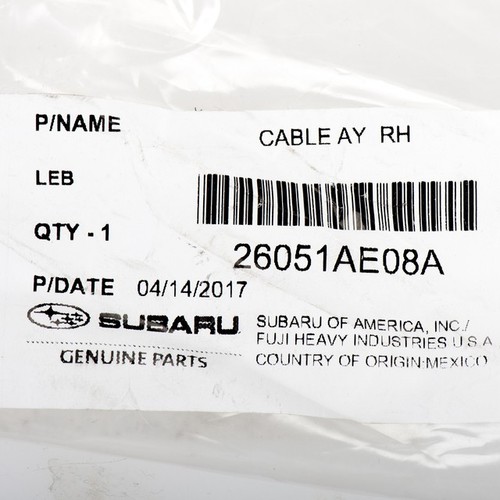 P/NAME CABLE AY RH
LEB
QTY - 1
26051AE08A
P/DATE 04/14/2017
SUBARU
GENUINE PARTS
SUBARU OF AMERICA, INC./
FUJI HEAVY INDUSTRIES U.S.A
COUNTRY OF ORIGIN:MEXICO